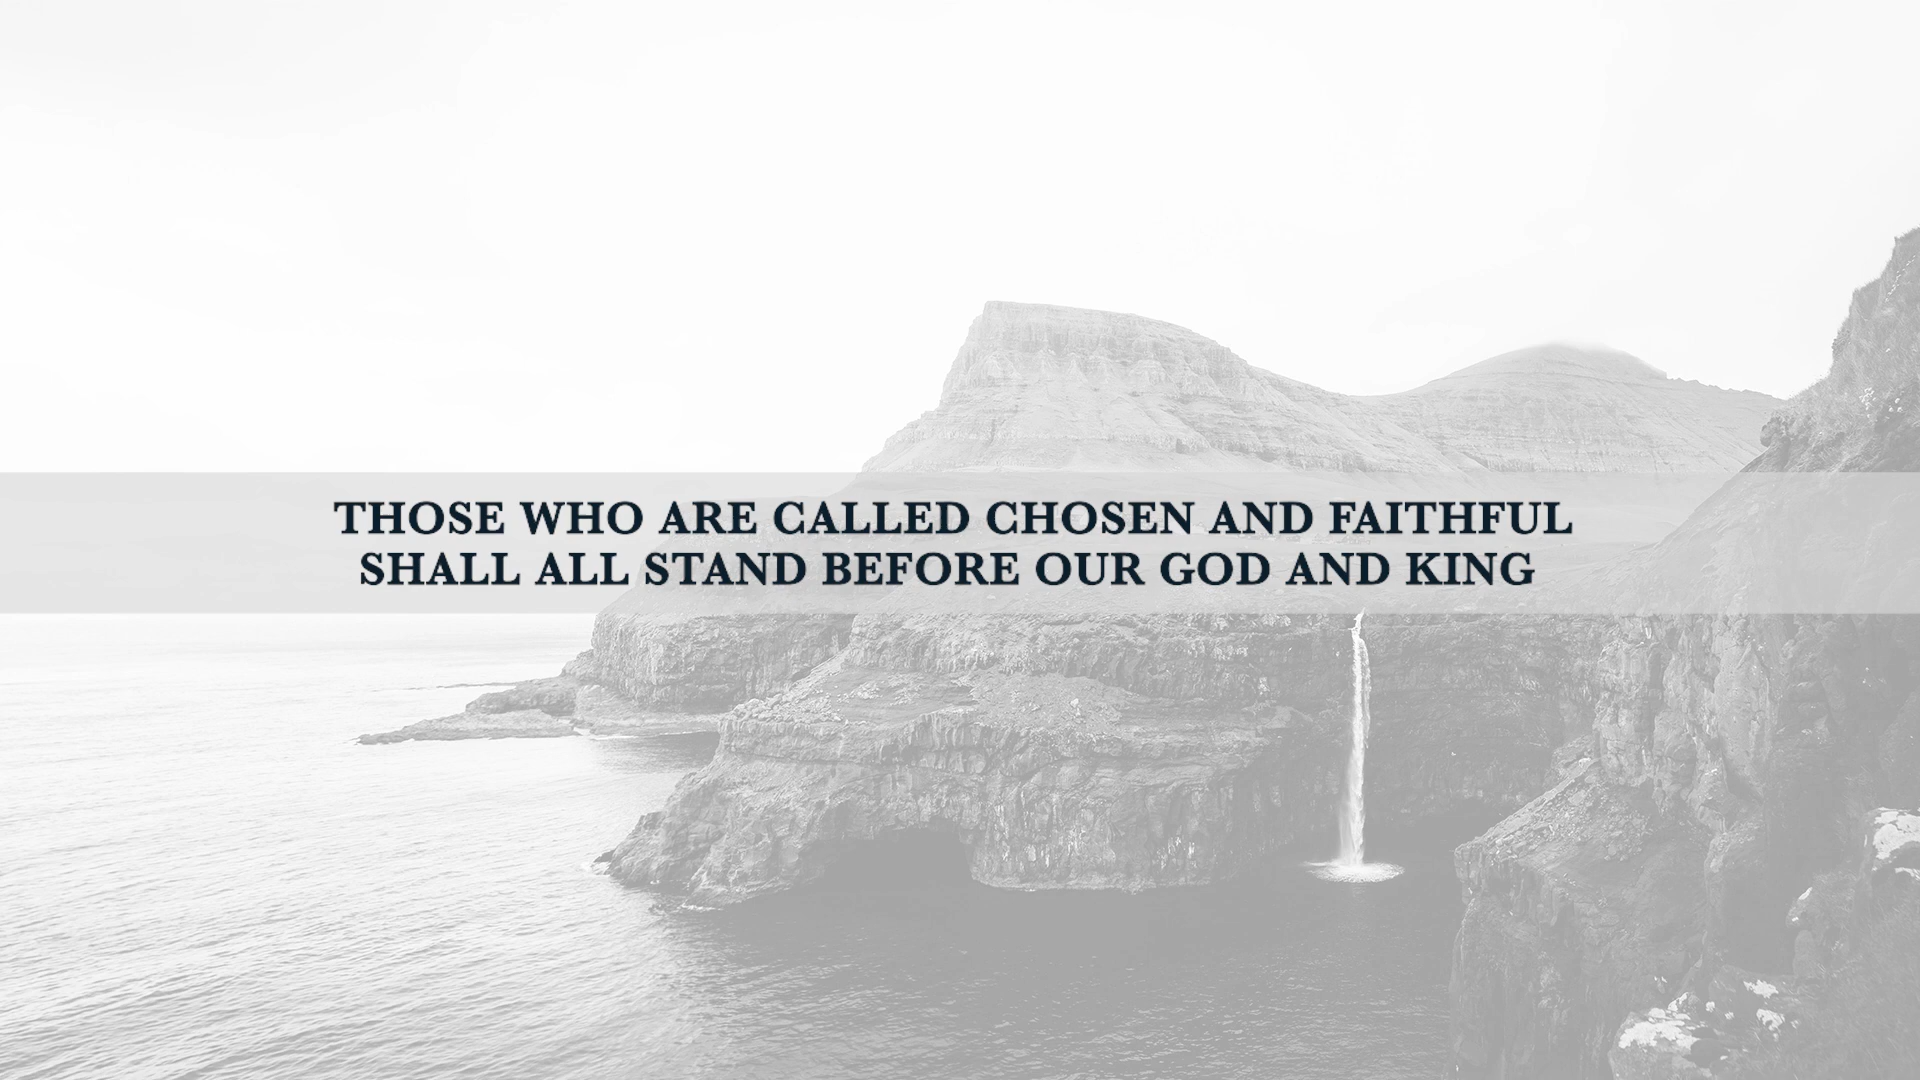 THOSE WHO ARE CALLED CHOSEN AND FAITHFUL
SHALL ALL STAND BEFORE OUR GOD AND KING